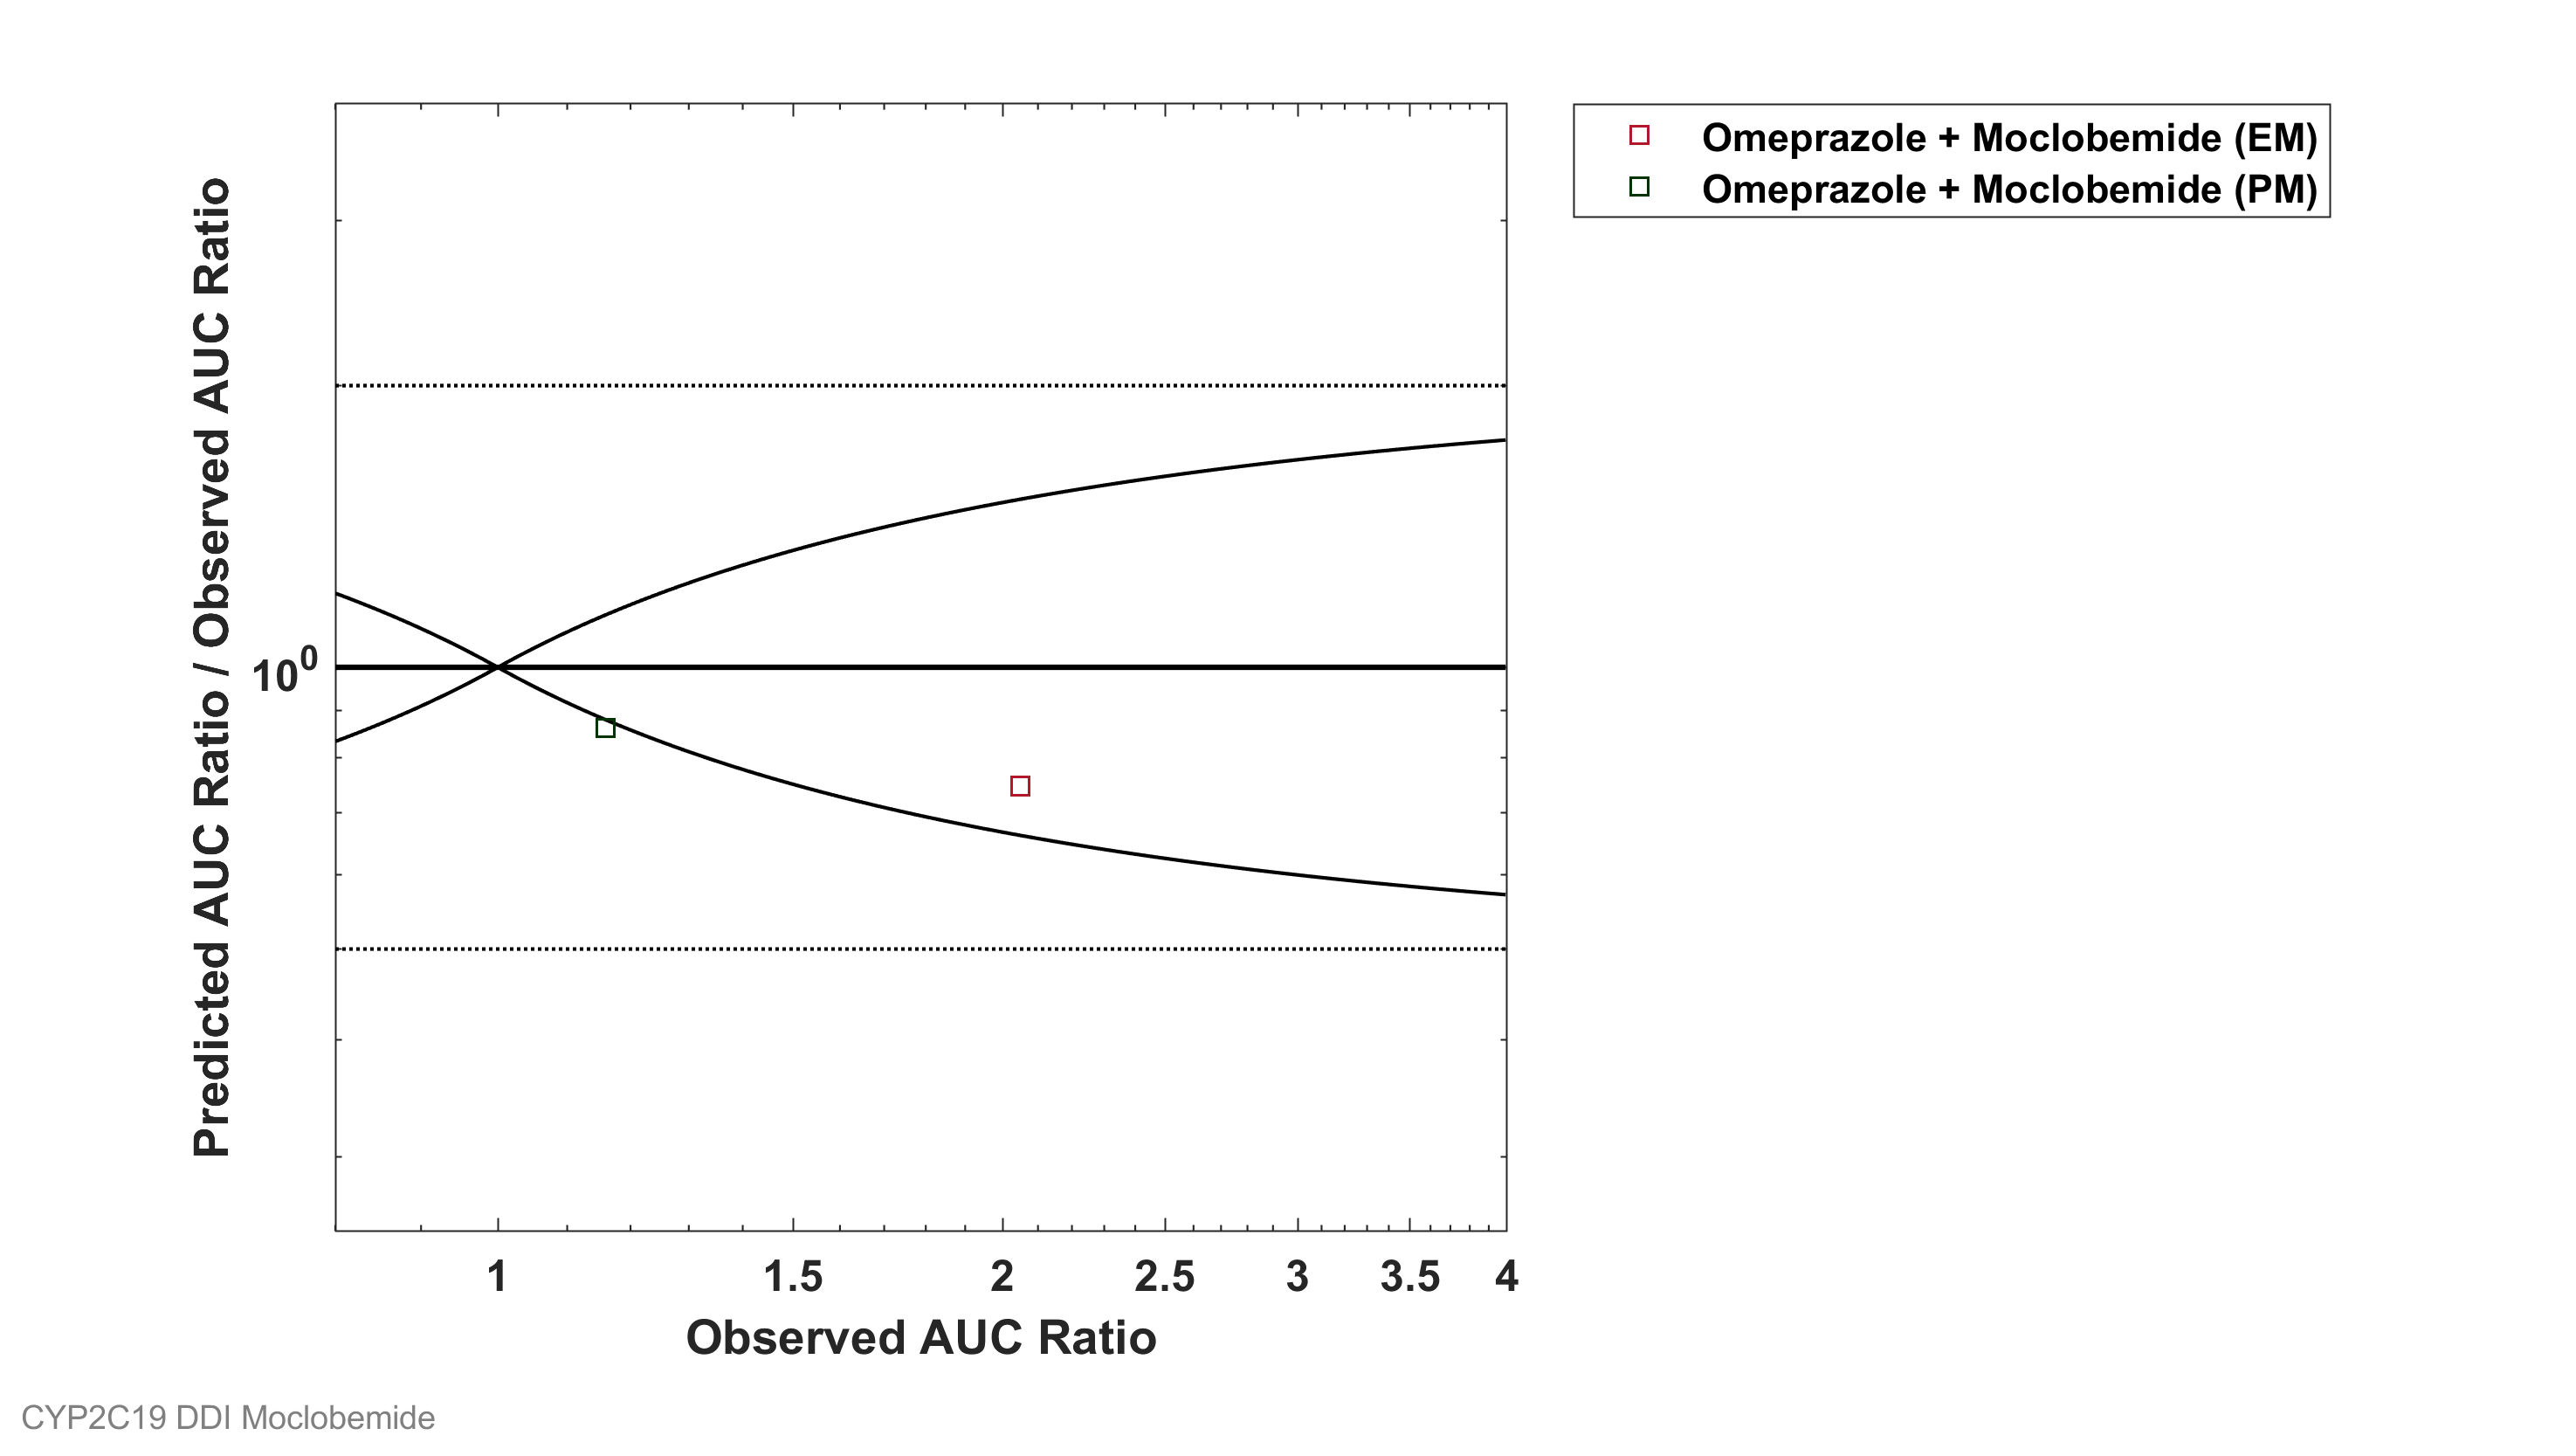 Omeprazole + Moclobemide (EM)
Omeprazole + Moclobemide (PM)
Predicted AUC Ratio / Observed AUC Ratio
10⁰
1 1.5 2 2.5 3 3.5 4
Observed AUC Ratio
CYP2C19 DDI Moclobemide